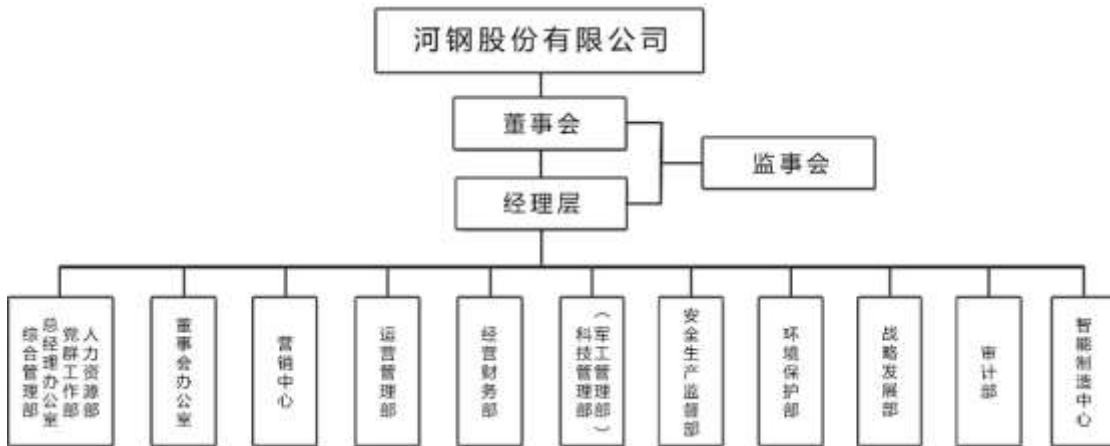 河钢股份有限公司
董事会
监事会
经理层
综合管理部
总经理办公室
党群工作部
人力资源部
董事会办公室
营销中心
运营管理部
经营财务部
科技管理部
（军工管理部）
安全生产监督部
环境保护部
战略发展部
审计部
智能制造中心